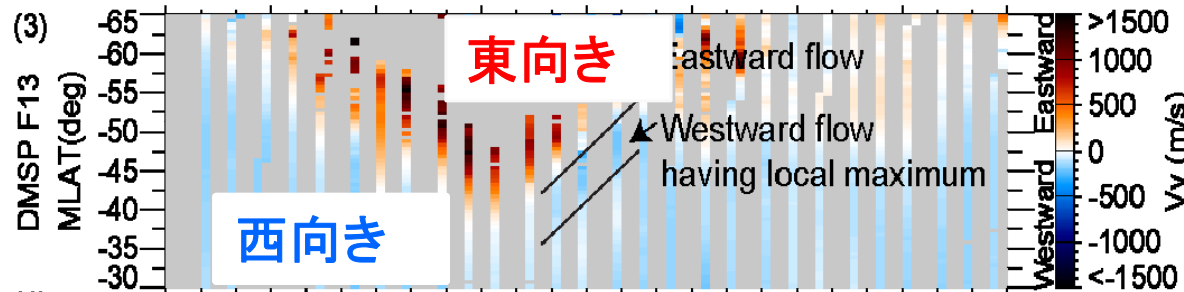 (3)
DMSP F13
MLAT(deg)
-65
-60
-55
-50
-45
-40
-35
-30
東向き
西向き
Eastward flow
Westward flow
having local maximum
Eastward
Westward
>1500
1000
500
0
-500
-1000
<-1500
Vy (m/s)